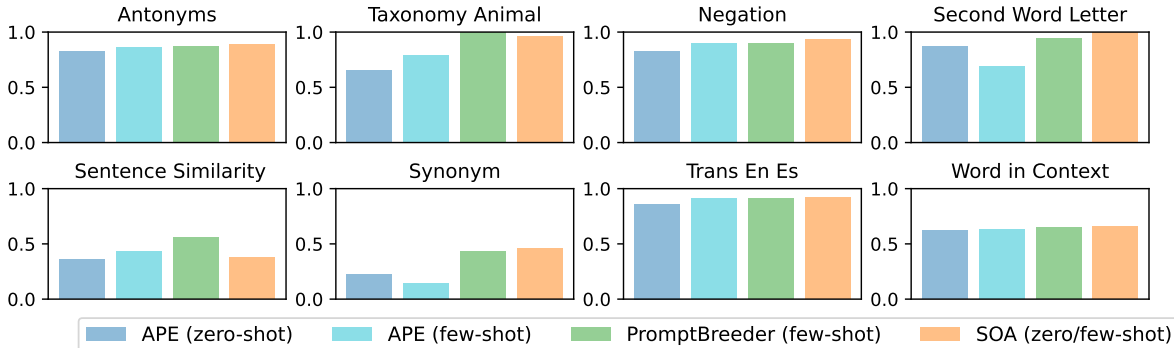 Antonyms Taxonomy Animal Negation Second Word Letter
1.0 1.0 1.0 1.0
0.5 0.5 0.5 0.5
0.0 0.0 0.0 0.0
Sentence Similarity Synonym Trans En Es Word in Context
1.0 1.0 1.0 1.0
0.5 0.5 0.5 0.5
0.0 0.0 0.0 0.0
APE (zero-shot) APE (few-shot) PromptBreeder (few-shot) SOA (zero/few-shot)